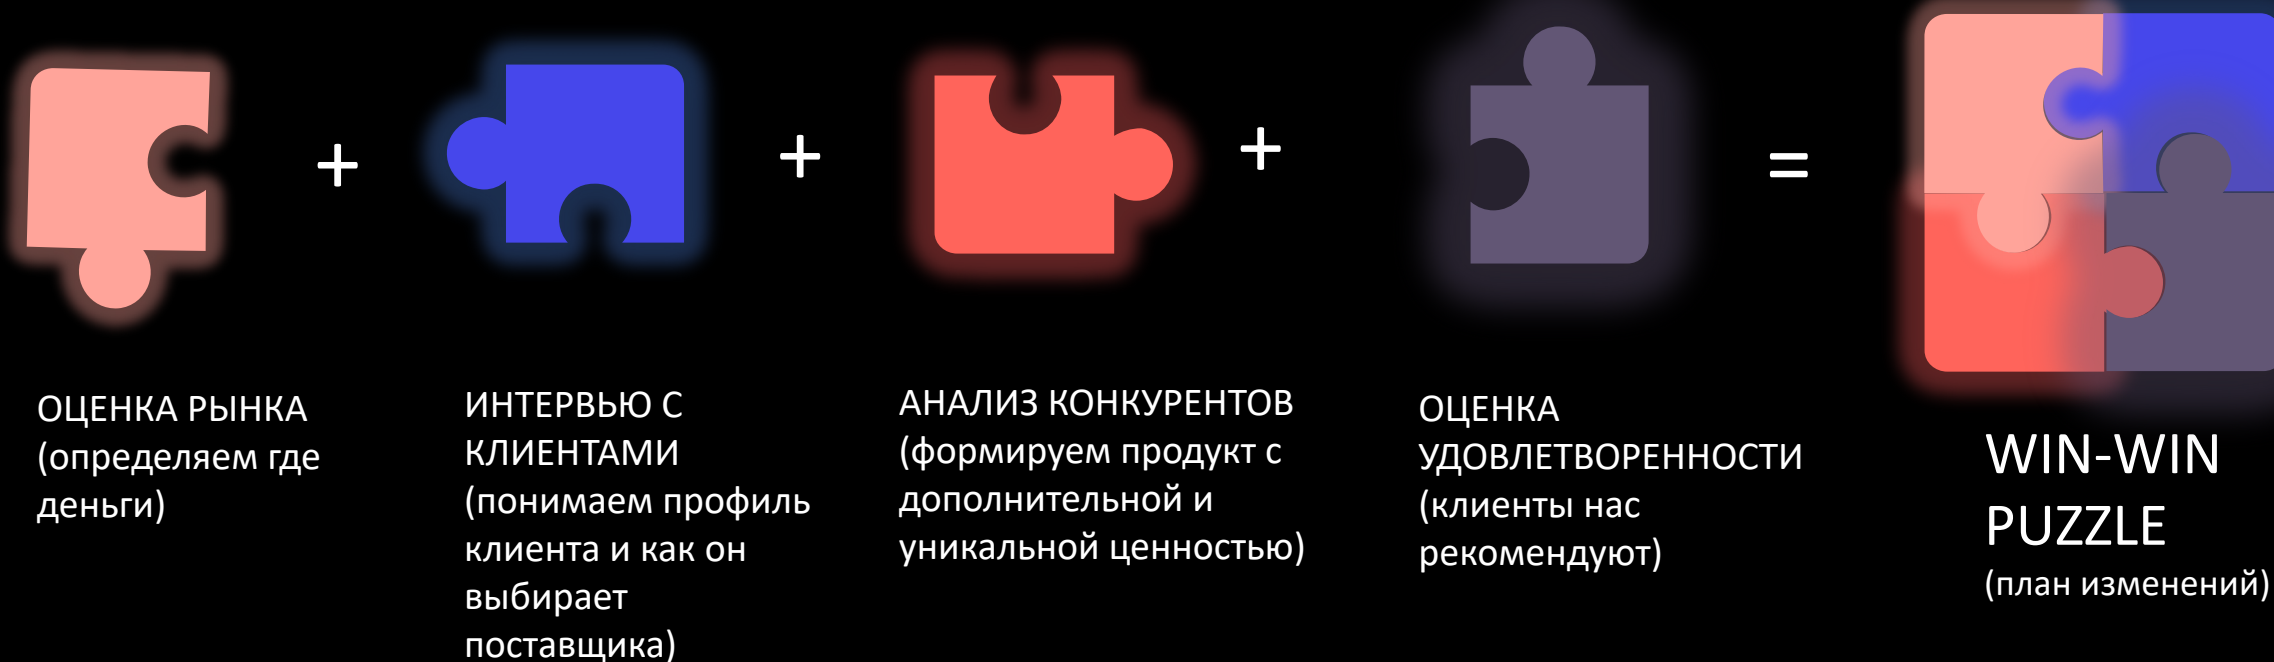 +
+
+
=
ОЦЕНКА РЫНКА
(определяем где
деньги)
ИНТЕРВЬЮ С
КЛИЕНТАМИ
(понимаем профиль
клиента и как он
выбирает
поставщика)
АНАЛИЗ КОНКУРЕНТОВ
(формируем продукт с
дополнительной и
уникальной ценностью)
ОЦЕНКА
УДОВЛЕТВОРЕННОСТИ
(клиенты нас
рекомендуют)
WIN-WIN
PUZZLE
(план изменений)